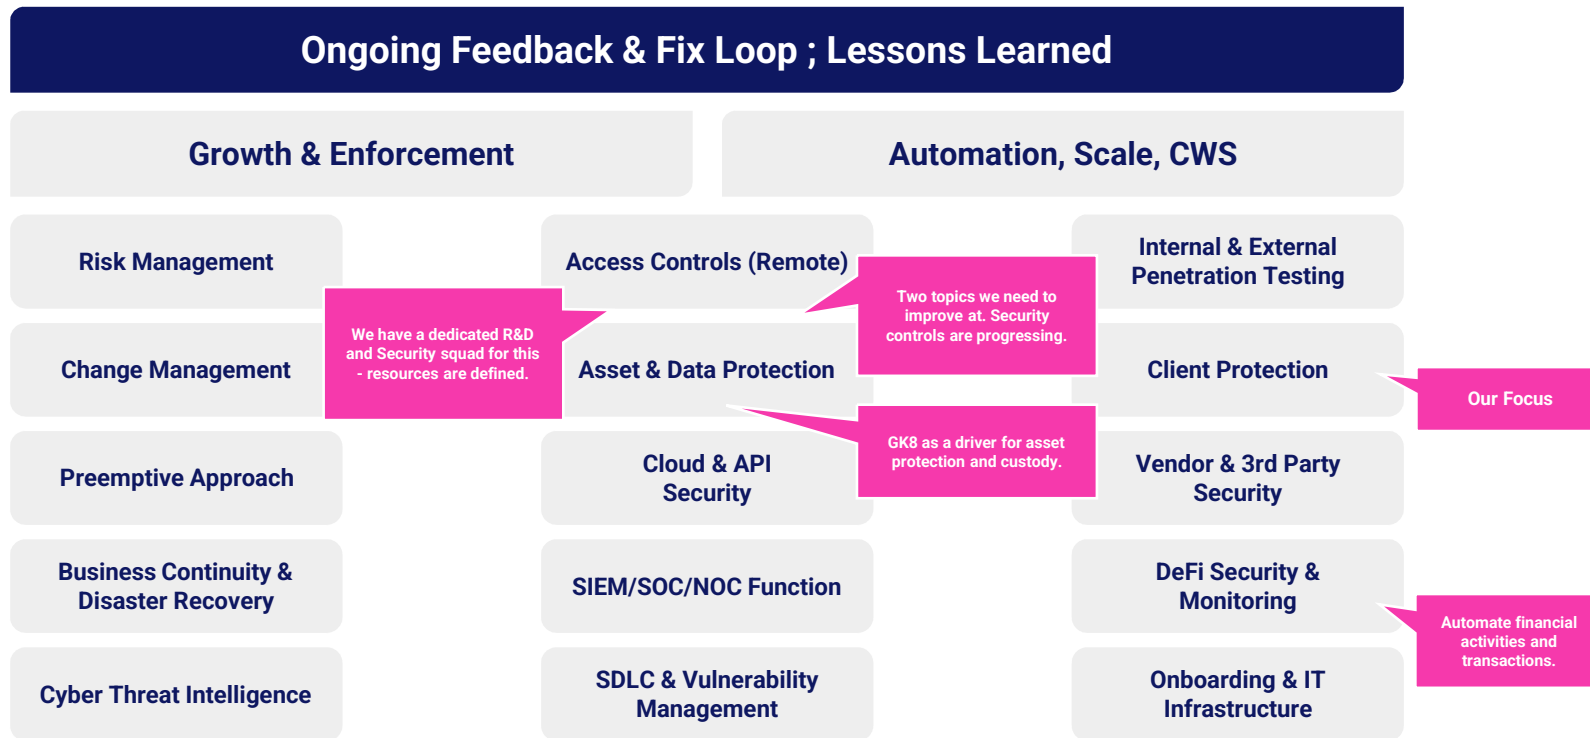 Ongoing Feedback & Fix Loop ; Lessons Learned
Growth & Enforcement
Automation, Scale, CWS
Risk Management
Access Controls (Remote)
Internal & External
Penetration Testing
We have a dedicated R&D
and Security squad for this
- resources are defined.
Two topics we need to
improve at. Security
controls are progressing.
Change Management
Asset & Data Protection
Client Protection
Our Focus
GK8 as a driver for asset
protection and custody.
Preemptive Approach
Cloud & API
Security
Vendor & 3rd Party
Security
Business Continuity &
Disaster Recovery
SIEM/SOC/NOC Function
DeFi Security &
Monitoring
Automate financial
activities and
transactions.
Cyber Threat Intelligence
SDLC & Vulnerability
Management
Onboarding & IT
Infrastructure